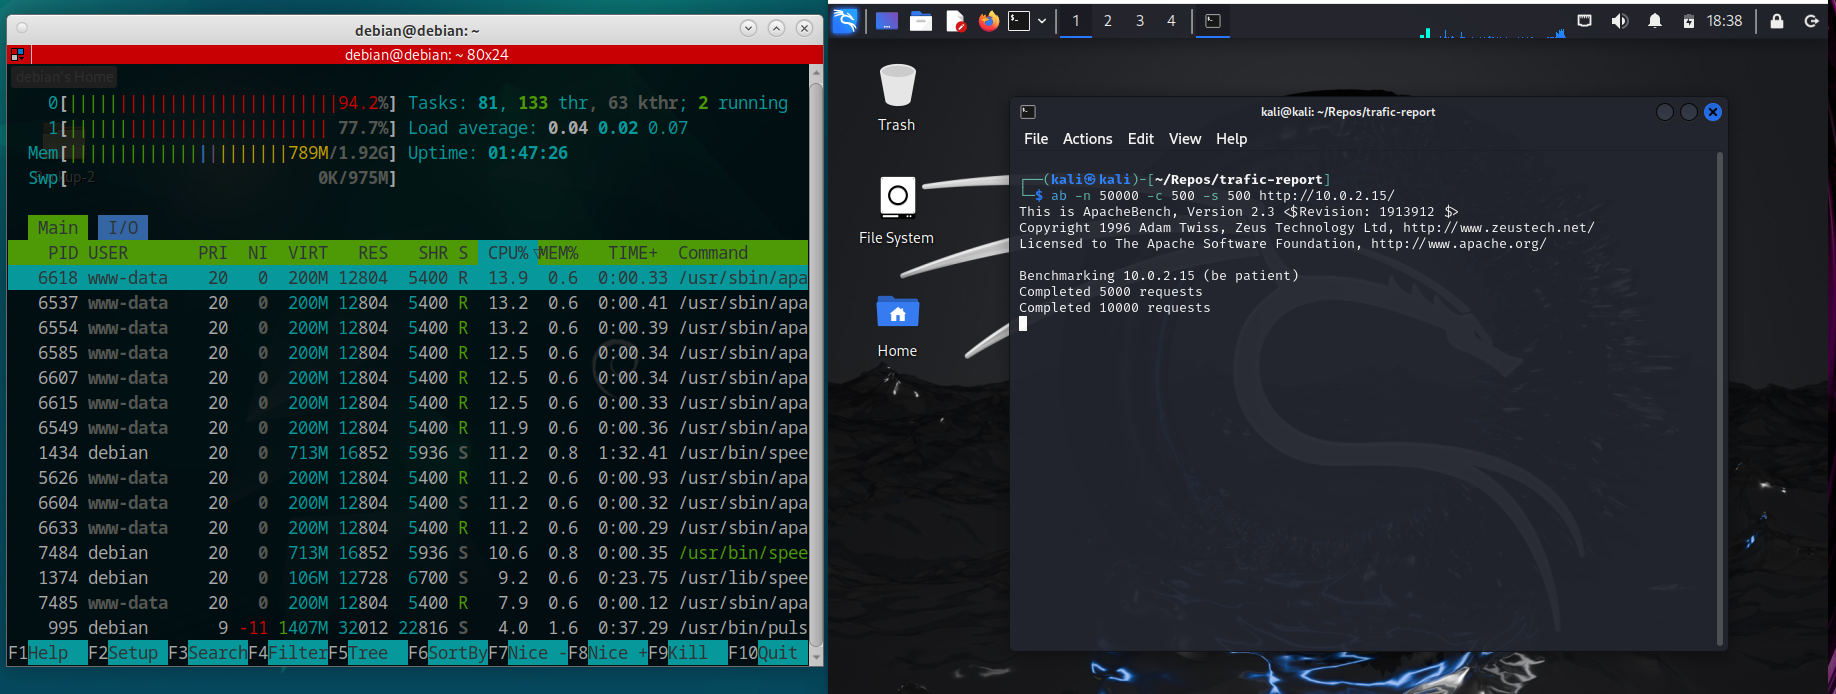 debian@debian: ~
debian@debian: ~ 80x24
debian's Home
0[||||||||||||||||||||||||||||||||94.2%] Tasks: 81, 133 thr, 63 kthr; 2 running
1[|||||||||||||||||||||||||| 77.7%] Load average: 0.04 0.02 0.07
Mem[||||||||||||||||||||||789M/1.92G] Uptime: 01:47:26
Swp[ 0K/975M]
Main I/O
PID USER PRI NI VIRT RES SHR S CPU%▽MEM% TIME+ Command
6618 www-data 20 0 200M 12804 5400 R 13.9 0.6 0:00.33 /usr/sbin/apa
6537 www-data 20 0 200M 12804 5400 R 13.2 0.6 0:00.41 /usr/sbin/apa
6554 www-data 20 0 200M 12804 5400 R 13.2 0.6 0:00.39 /usr/sbin/apa
6585 www-data 20 0 200M 12804 5400 R 12.5 0.6 0:00.34 /usr/sbin/apa
6607 www-data 20 0 200M 12804 5400 R 12.5 0.6 0:00.34 /usr/sbin/apa
6615 www-data 20 0 200M 12804 5400 R 12.5 0.6 0:00.33 /usr/sbin/apa
6549 www-data 20 0 200M 12804 5400 R 11.9 0.6 0:00.36 /usr/sbin/apa
1434 debian 20 0 713M 16852 5936 S 11.2 0.8 1:32.41 /usr/bin/spee
5626 www-data 20 0 200M 12804 5400 R 11.2 0.6 0:00.93 /usr/sbin/apa
6604 www-data 20 0 200M 12804 5400 S 11.2 0.6 0:00.32 /usr/sbin/apa
6633 www-data 20 0 200M 12804 5400 R 11.2 0.6 0:00.29 /usr/sbin/apa
7484 debian 20 0 713M 16852 5936 S 10.6 0.8 0:00.35 /usr/bin/spee
1374 debian 20 0 106M 12728 6700 S 9.2 0.6 0:23.75 /usr/lib/spee
7485 www-data 20 0 200M 12804 5400 R 7.9 0.6 0:00.12 /usr/sbin/apa
995 debian 9 -11 1407M 32012 22816 S 4.0 1.6 0:37.29 /usr/bin/puls
F1Help F2Setup F3SearchF4FilterF5Tree F6SortByF7Nice -F8Nice +F9Kill F10Quit
1 2 3 4
18:38
Trash
File System
Home
kali@kali: ~/Repos/trafic-report
File Actions Edit View Help
┌──(kali㉿kali)-[~/Repos/trafic-report]
└─$ ab -n 50000 -c 500 -s 500 http://10.0.2.15/
This is ApacheBench, Version 2.3 <$Revision: 1913912 $>
Copyright 1996 Adam Twiss, Zeus Technology Ltd, http://www.zeustech.net/
Licensed to The Apache Software Foundation, http://www.apache.org/
Benchmarking 10.0.2.15 (be patient)
Completed 5000 requests
Completed 10000 requests